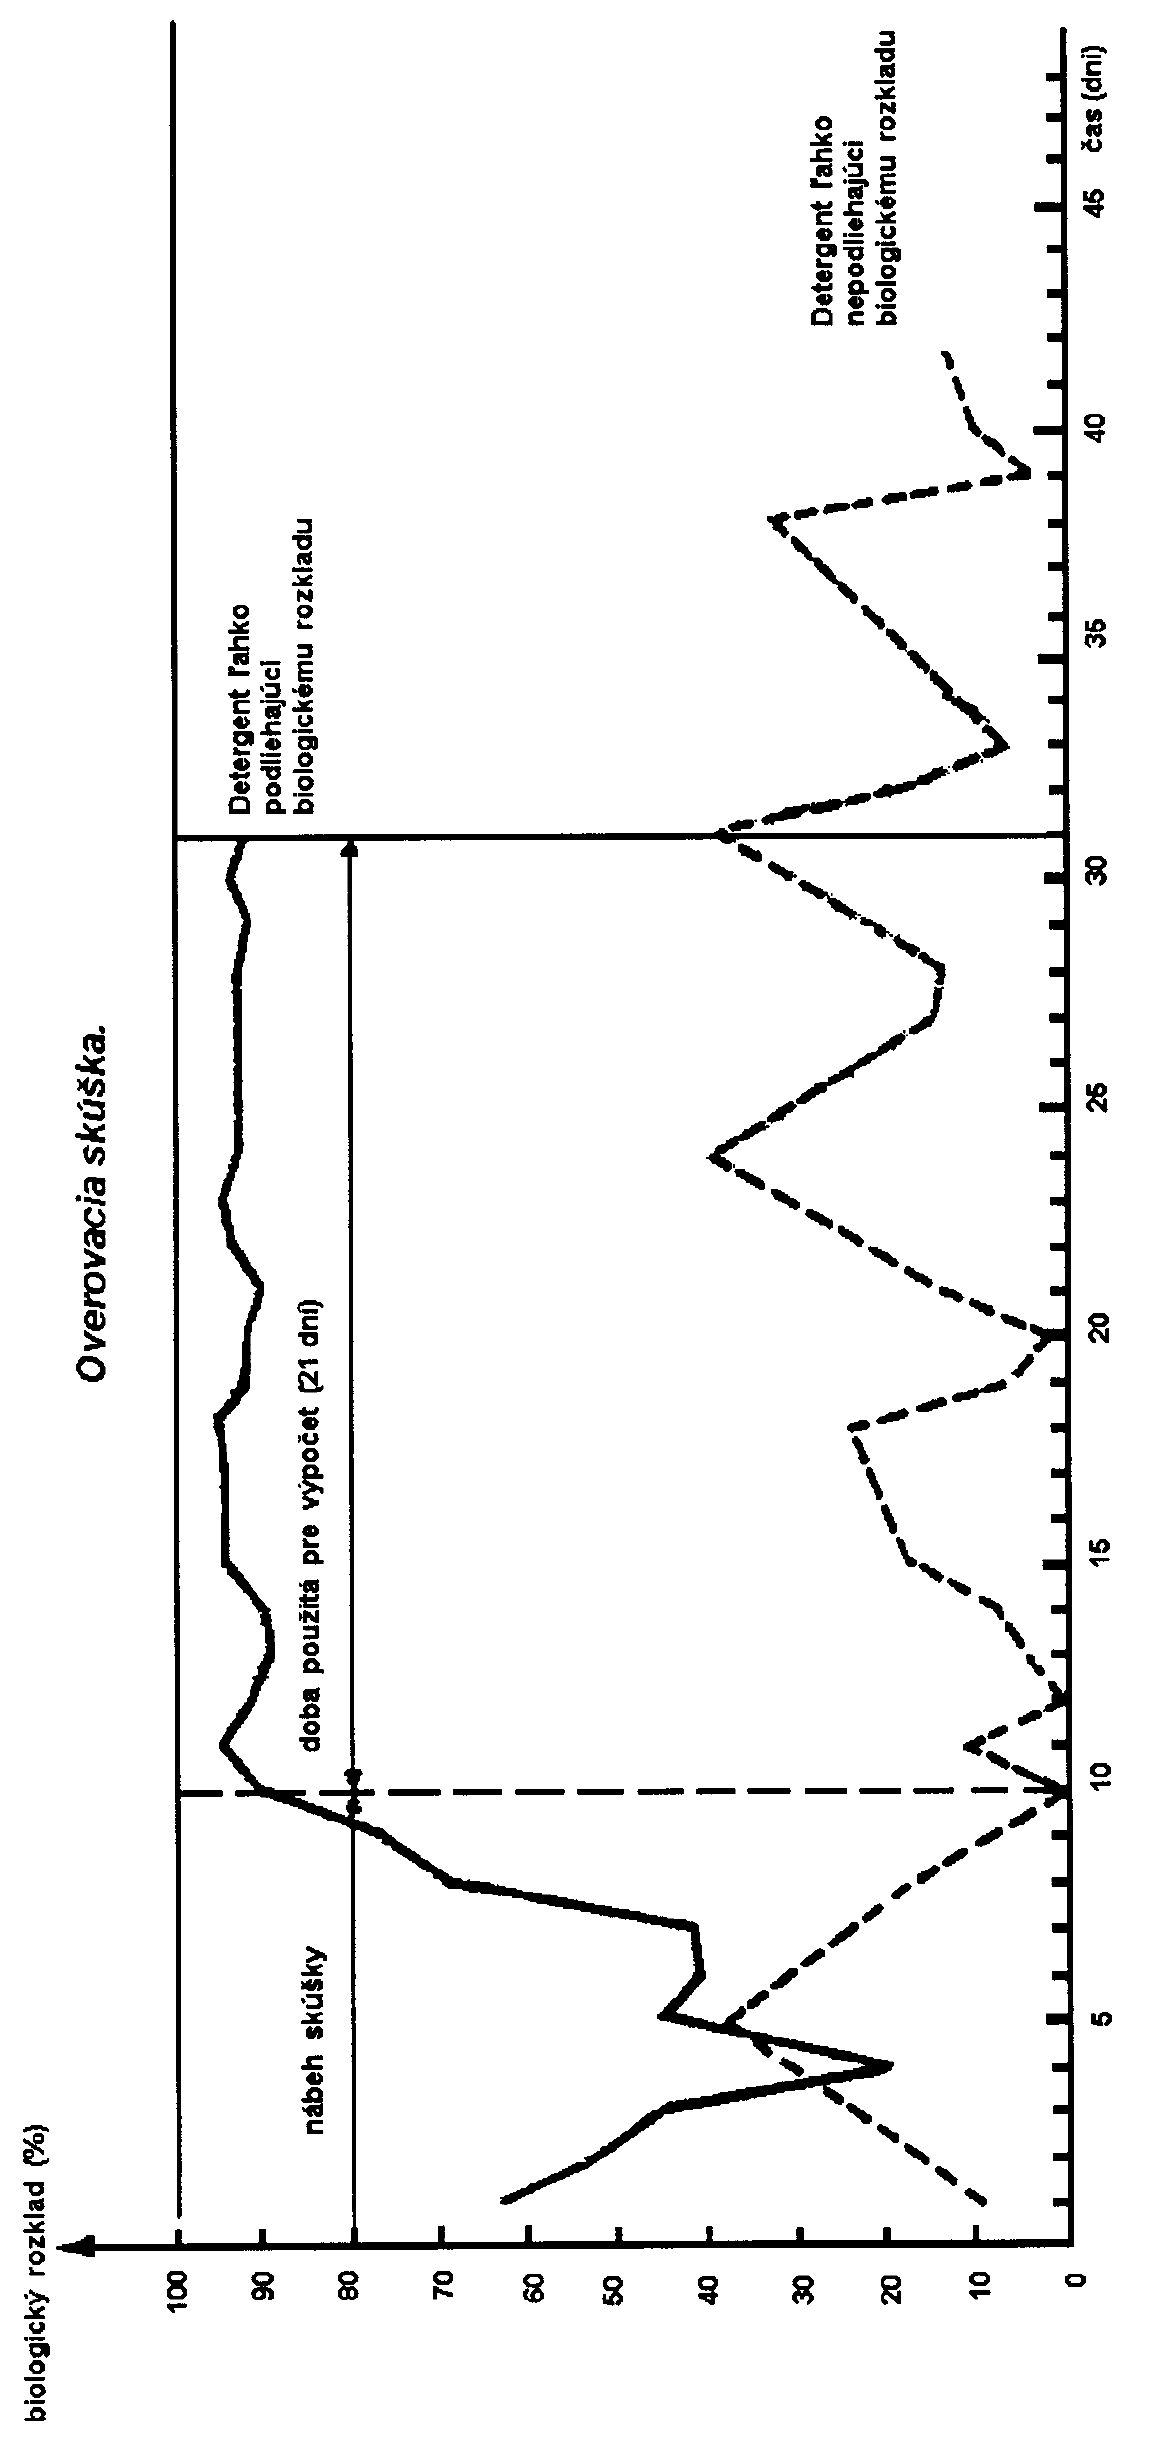 Overovacia skúška.
biologický rozklad (%)
100
90
80
70
60
50
40
30
20
10
0
nábeh skúšky
doba použitá pre výpočet (21 dní)
Detergent ľahko
podliehajúci
biologickému rozkladu
Detergent ľahko
nepodliehajúci
biologickému rozkladu
5
10
15
20
25
30
35
40
45
čas (dni)